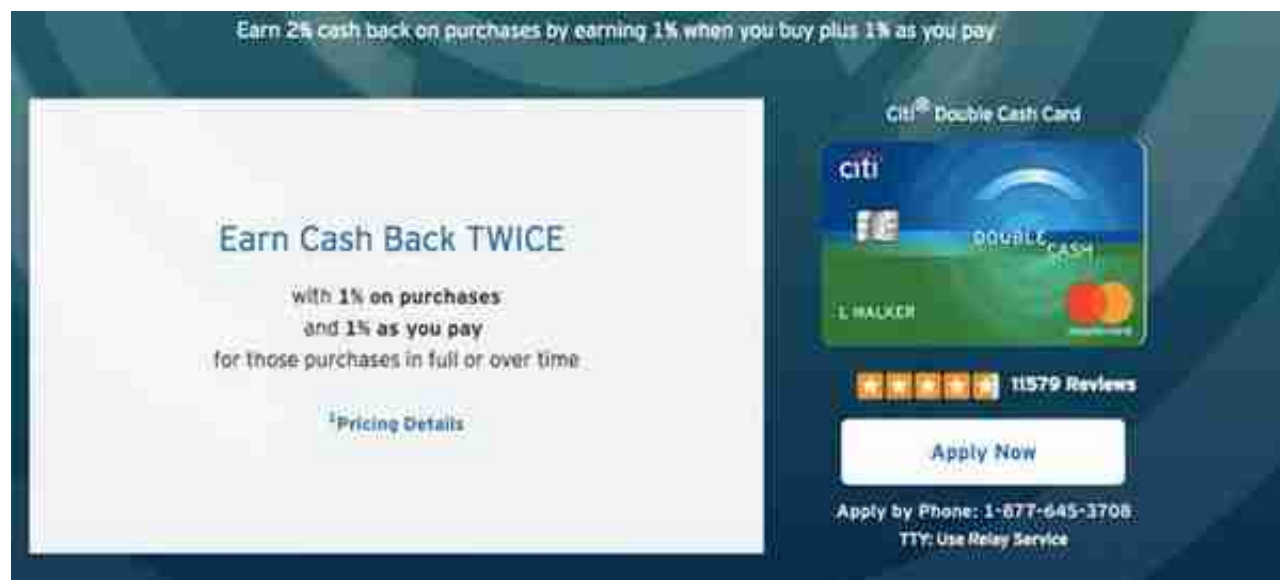 Earn 2% cash back on purchases by earning 1% when you buy plus 1% as you pay
Earn Cash Back TWICE
with 1% on purchases
and 1% as you pay
for those purchases in full or over time
‡Pricing Details
Citi® Double Cash Card
citi
DOUBLE
CASH
L WALKER
mastercard
11579 Reviews
Apply Now
Apply by Phone: 1-877-645-3708
TTY: Use Relay Service